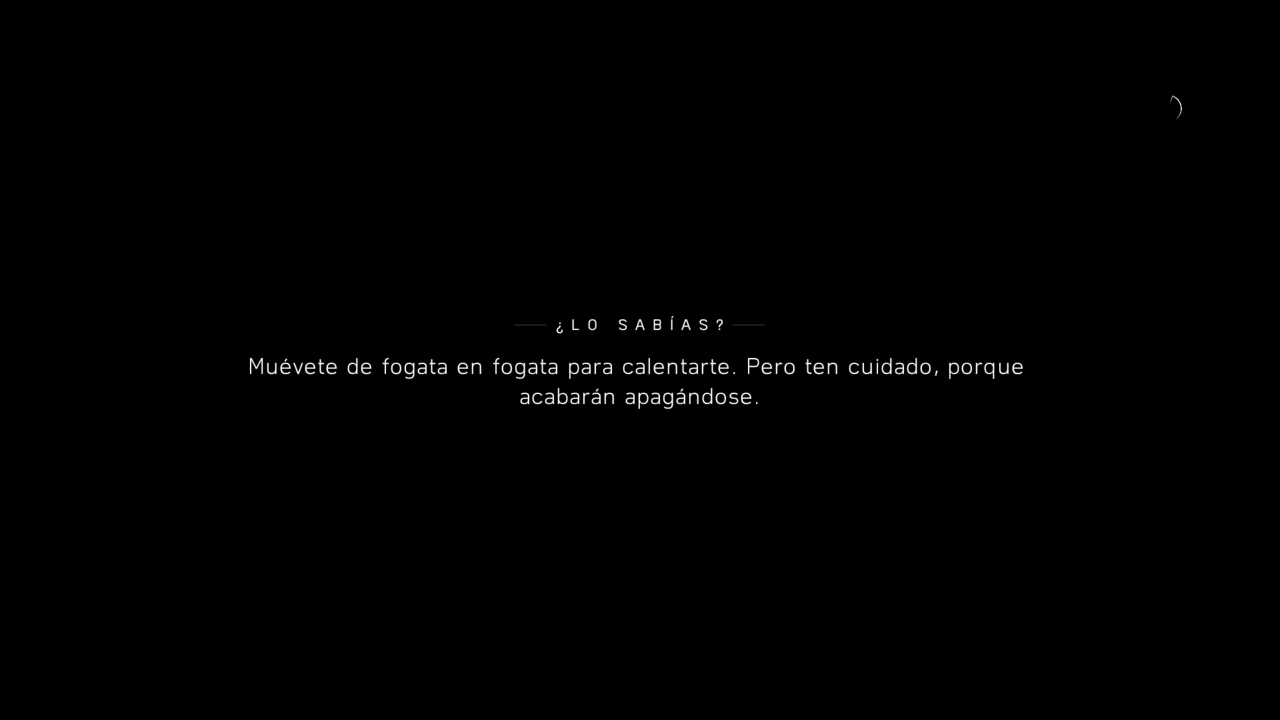 ¿LO SABÍAS?
Muévete de fogata en fogata para calentarte. Pero ten cuidado, porque
acabarán apagándose.